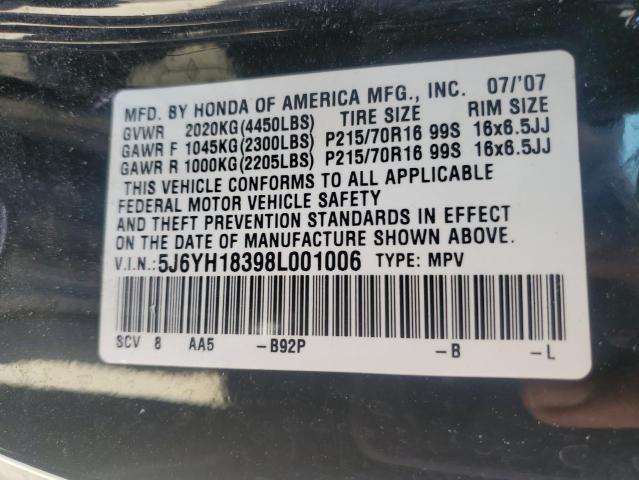 MFD. BY HONDA OF AMERICA MFG., INC. 07/'07
GVWR 2020KG(4450LBS) TIRE SIZE RIM SIZE
GAWR F 1045KG(2300LBS) P215/70R16 99S 16x6.5JJ
GAWR R 1000KG(2205LBS) P215/70R16 99S 16x6.5JJ
THIS VEHICLE CONFORMS TO ALL APPLICABLE
FEDERAL MOTOR VEHICLE SAFETY
AND THEFT PREVENTION STANDARDS IN EFFECT
ON THE DATE OF MANUFACTURE SHOWN ABOVE.
V.I.N.: 5J6YH18398L001006 TYPE: MPV
SCV 8 AA5 -B92P -B -L